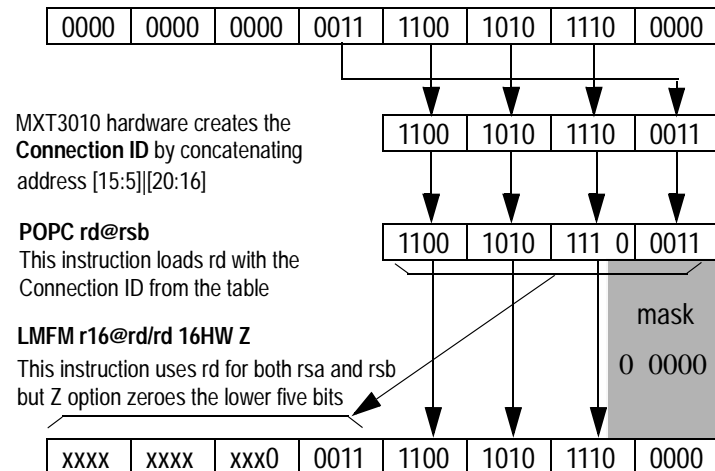 0000 0000 0000 0011 1100 1010 1110 0000
MXT3010 hardware creates the
Connection ID by concatenating
address [15:5]||[20:16]
1100 1010 1110 0011
POPC rd@rsb
This instruction loads rd with the
Connection ID from the table
1100 1010 111 0 0011
mask
0 0000
LMFM r16@rd/rd 16HW Z
This instruction uses rd for both rsa and rsb
but Z option zeroes the lower five bits
xxxx xxxx xxx0 0011 1100 1010 1110 0000